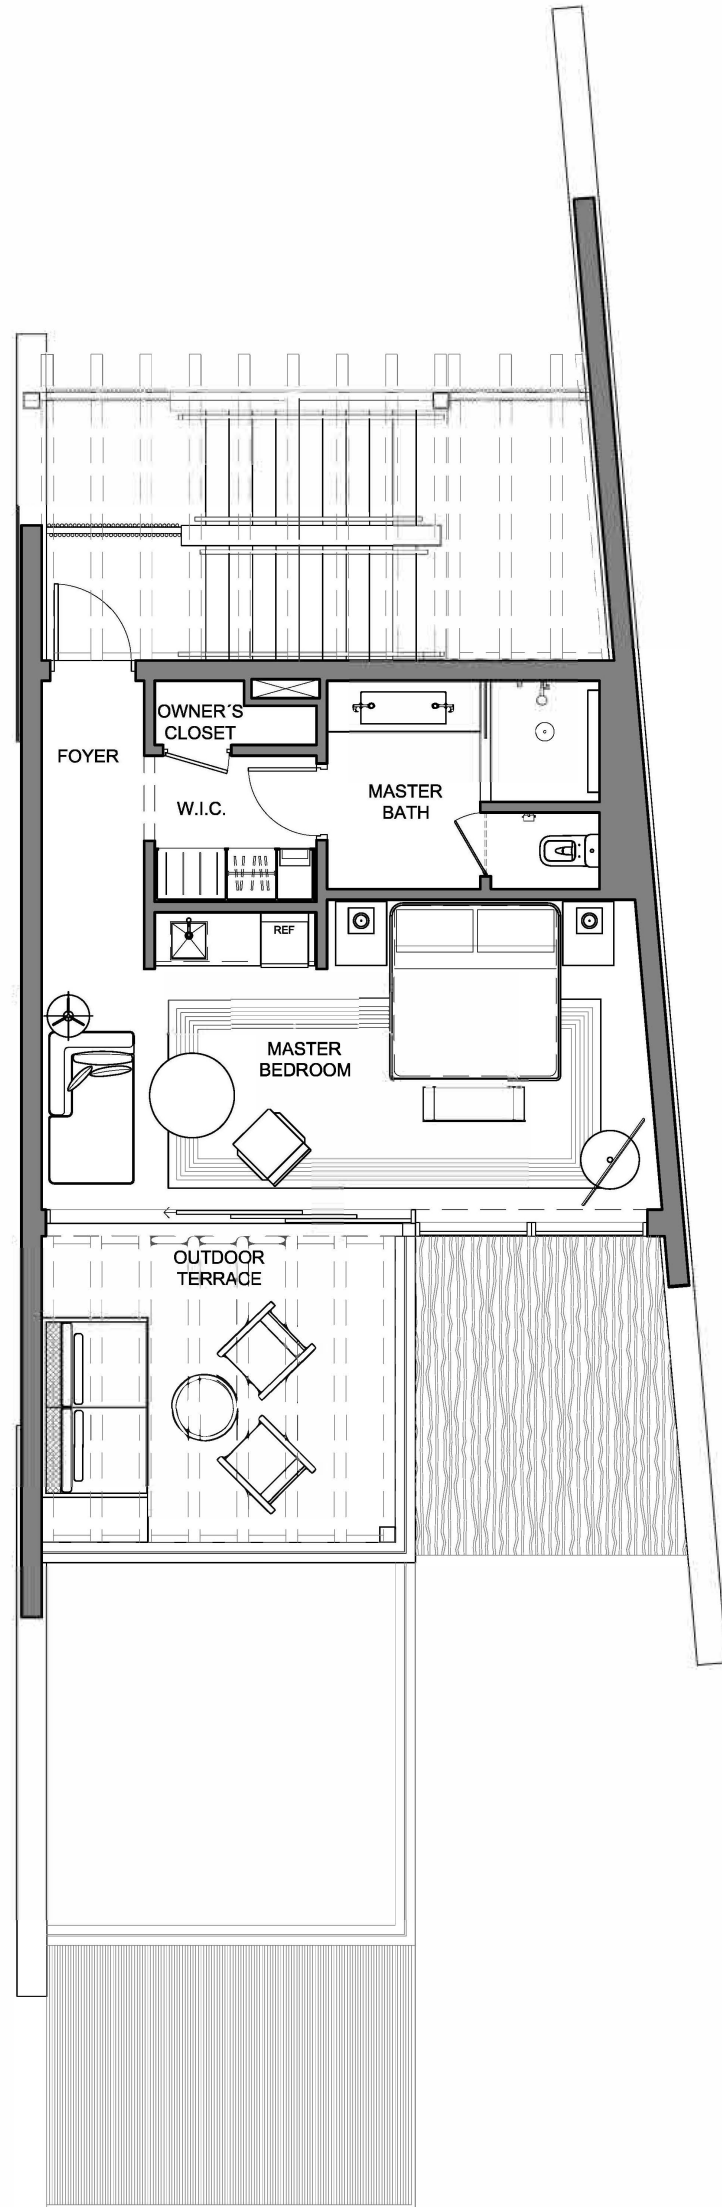 OWNER´S
CLOSET
FOYER
W.I.C.
MASTER
BATH
REF
MASTER
BEDROOM
OUTDOOR
TERRACE